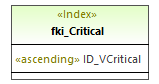 «Index»
fki_Critical
«ascending» ID_VCritical